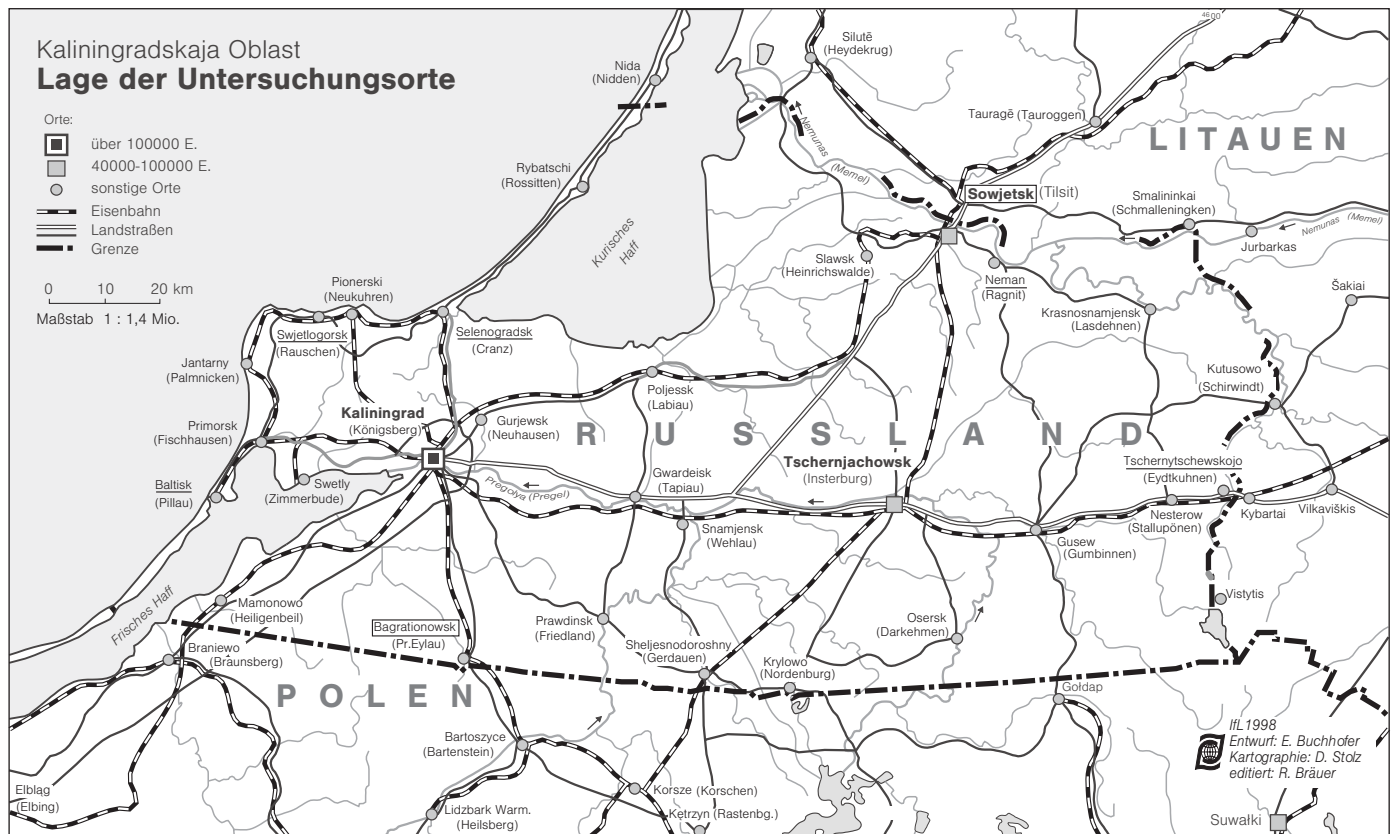 Kaliningradskaja Oblast
Lage der Untersuchungsorte
Orte:
über 100000 E.
40000-100000 E.
sonstige Orte
Eisenbahn
Landstraßen
Grenze
0 10 20 km
Maßstab 1 : 1,4 Mio.
4600
Silutē
(Heydekrug)
Nida
(Nidden)
Tauragē (Tauroggen)
LITAUEN
Nemunas
(Memel)
Rybatschi
(Rossitten)
Sowjetsk (Tilsit)
Smalininkai
(Schmalleningken)
Nemunas (Memel)
Jurbarkas
Kurisches
Haff
Slawsk
(Heinrichswalde)
Neman
(Ragnit)
Šakiai
Krasnosnamjensk
(Lasdehnen)
Pionerski
(Neukuhren)
Swjetlogorsk
(Rauschen)
Selenogradsk
(Cranz)
Jantarny
(Palmnicken)
Poljessk
(Labiau)
Kutusowo
(Schirwindt)
Kaliningrad
(Königsberg)
Gurjewsk
(Neuhausen)
Primorsk
(Fischhausen)
RUSSLAND
Tschernjachowsk
(Insterburg)
Tschernytschewskojo
(Eydtkuhnen)
Gwardeisk
(Tapiau)
Baltisk
(Pillau)
Swetly
(Zimmerbude)
Pregolya (Pregel)
Snamjensk
(Wehlau)
Nesterow
(Stallupönen)
Kybartai
Vilkaviškis
Gusew
(Gumbinnen)
Vistytis
Frisches Haff
Mamonowo
(Heiligenbeil)
Bagrationowsk
(Pr.Eylau)
Prawdinsk
(Friedland)
Osersk
(Darkehmen)
Braniewo
(Braunsberg)
Sheljesnodoroshny
(Gerdauen)
Krylowo
(Nordenburg)
POLEN
Gołdap
Bartoszyce
(Bartenstein)
IfL1998
Entwurf: E. Buchhofer
Kartographie: D. Stolz
editiert: R. Bräuer
Elbląg
(Elbing)
Korsze (Korschen)
Lidzbark Warm.
(Heilsberg)
Kętrzyn (Rastenbg.)
Suwałki